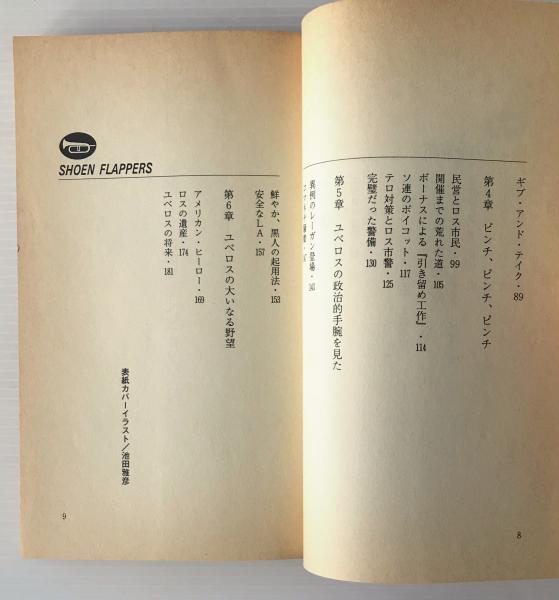 ギブ・アンド・テイク・89
第4章 ピンチ、ピンチ、ピンチ
民営とロス市民・99
開催までの荒れた道・105
ボーナスによる『引き留め工作』・114
ソ連のボイコット・117
テロ対策とロス市警・125
完璧だった警備・130
第5章 ユベロスの政治的手腕を見た
異例のレーガン登場・143
8
鮮やか、黒人の起用法・153
安全なLA・157
第6章 ユベロスの大いなる野望
アメリカン・ヒーロー・169
ロスの遺産・174
ユベロスの将来・181
表紙カバーイラスト／池田雅彦
SHOEN FLAPPERS
9